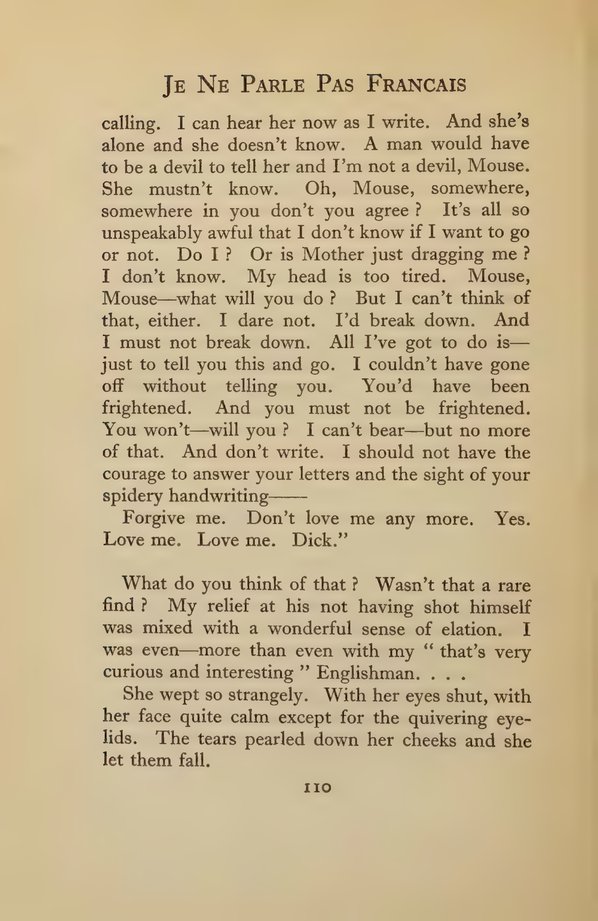 JE NE PARLE PAS FRANCAIS
calling. I can hear her now as I write. And she's
alone and she doesn't know. A man would have
to be a devil to tell her and I'm not a devil, Mouse.
She mustn't know. Oh, Mouse, somewhere,
somewhere in you don't you agree ? It's all so
unspeakably awful that I don't know if I want to go
or not. Do I ? Or is Mother just dragging me ?
I don't know. My head is too tired. Mouse,
Mouse—what will you do ? But I can't think of
that, either. I dare not. I'd break down. And
I must not break down. All I've got to do is—
just to tell you this and go. I couldn't have gone
off without telling you. You'd have been
frightened. And you must not be frightened.
You won't—will you ? I can't bear—but no more
of that. And don't write. I should not have the
courage to answer your letters and the sight of your
spidery handwriting——
Forgive me. Don't love me any more. Yes.
Love me. Love me. Dick."
What do you think of that ? Wasn't that a rare
find ? My relief at his not having shot himself
was mixed with a wonderful sense of elation. I
was even—more than even with my " that's very
curious and interesting " Englishman. . . .
She wept so strangely. With her eyes shut, with
her face quite calm except for the quivering eye-
lids. The tears pearled down her cheeks and she
let them fall.
110